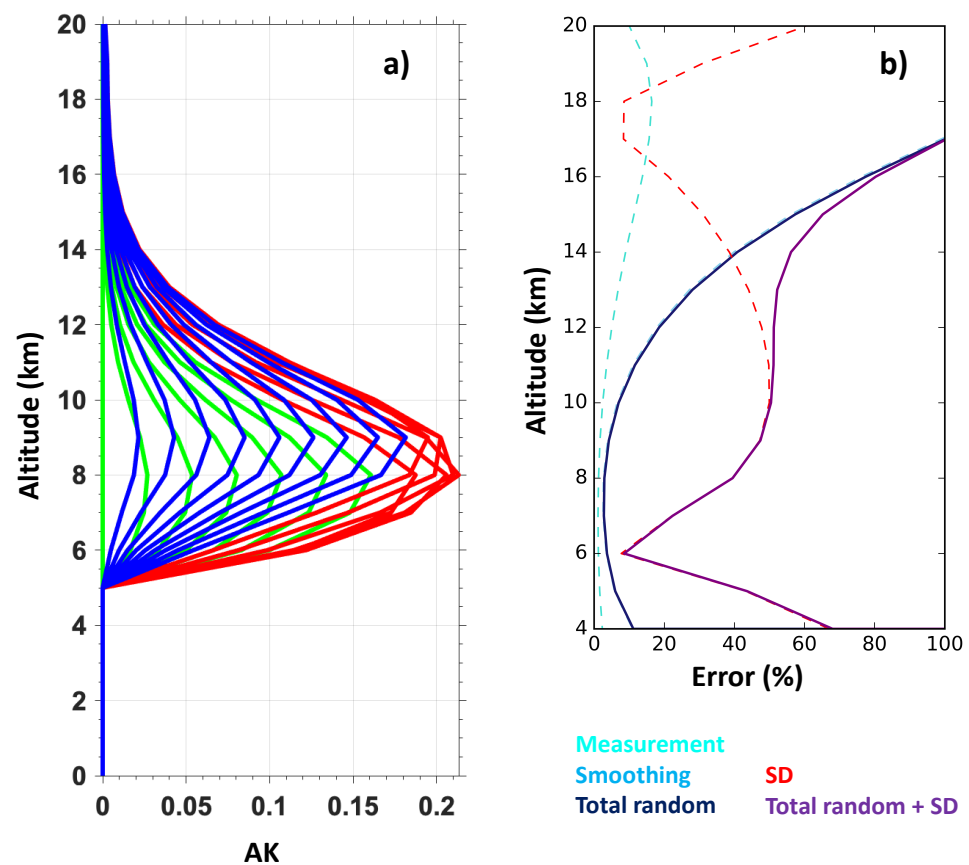 a)
20
18
16
14
12
10
8
6
4
2
0
Altitude (km)
0 0.05 0.1 0.15 0.2
AK
b)
20
18
16
14
12
10
8
6
4
Altitude (km)
0 20 40 60 80 100
Error (%)
Measurement
Smoothing SD
Total random Total random + SD